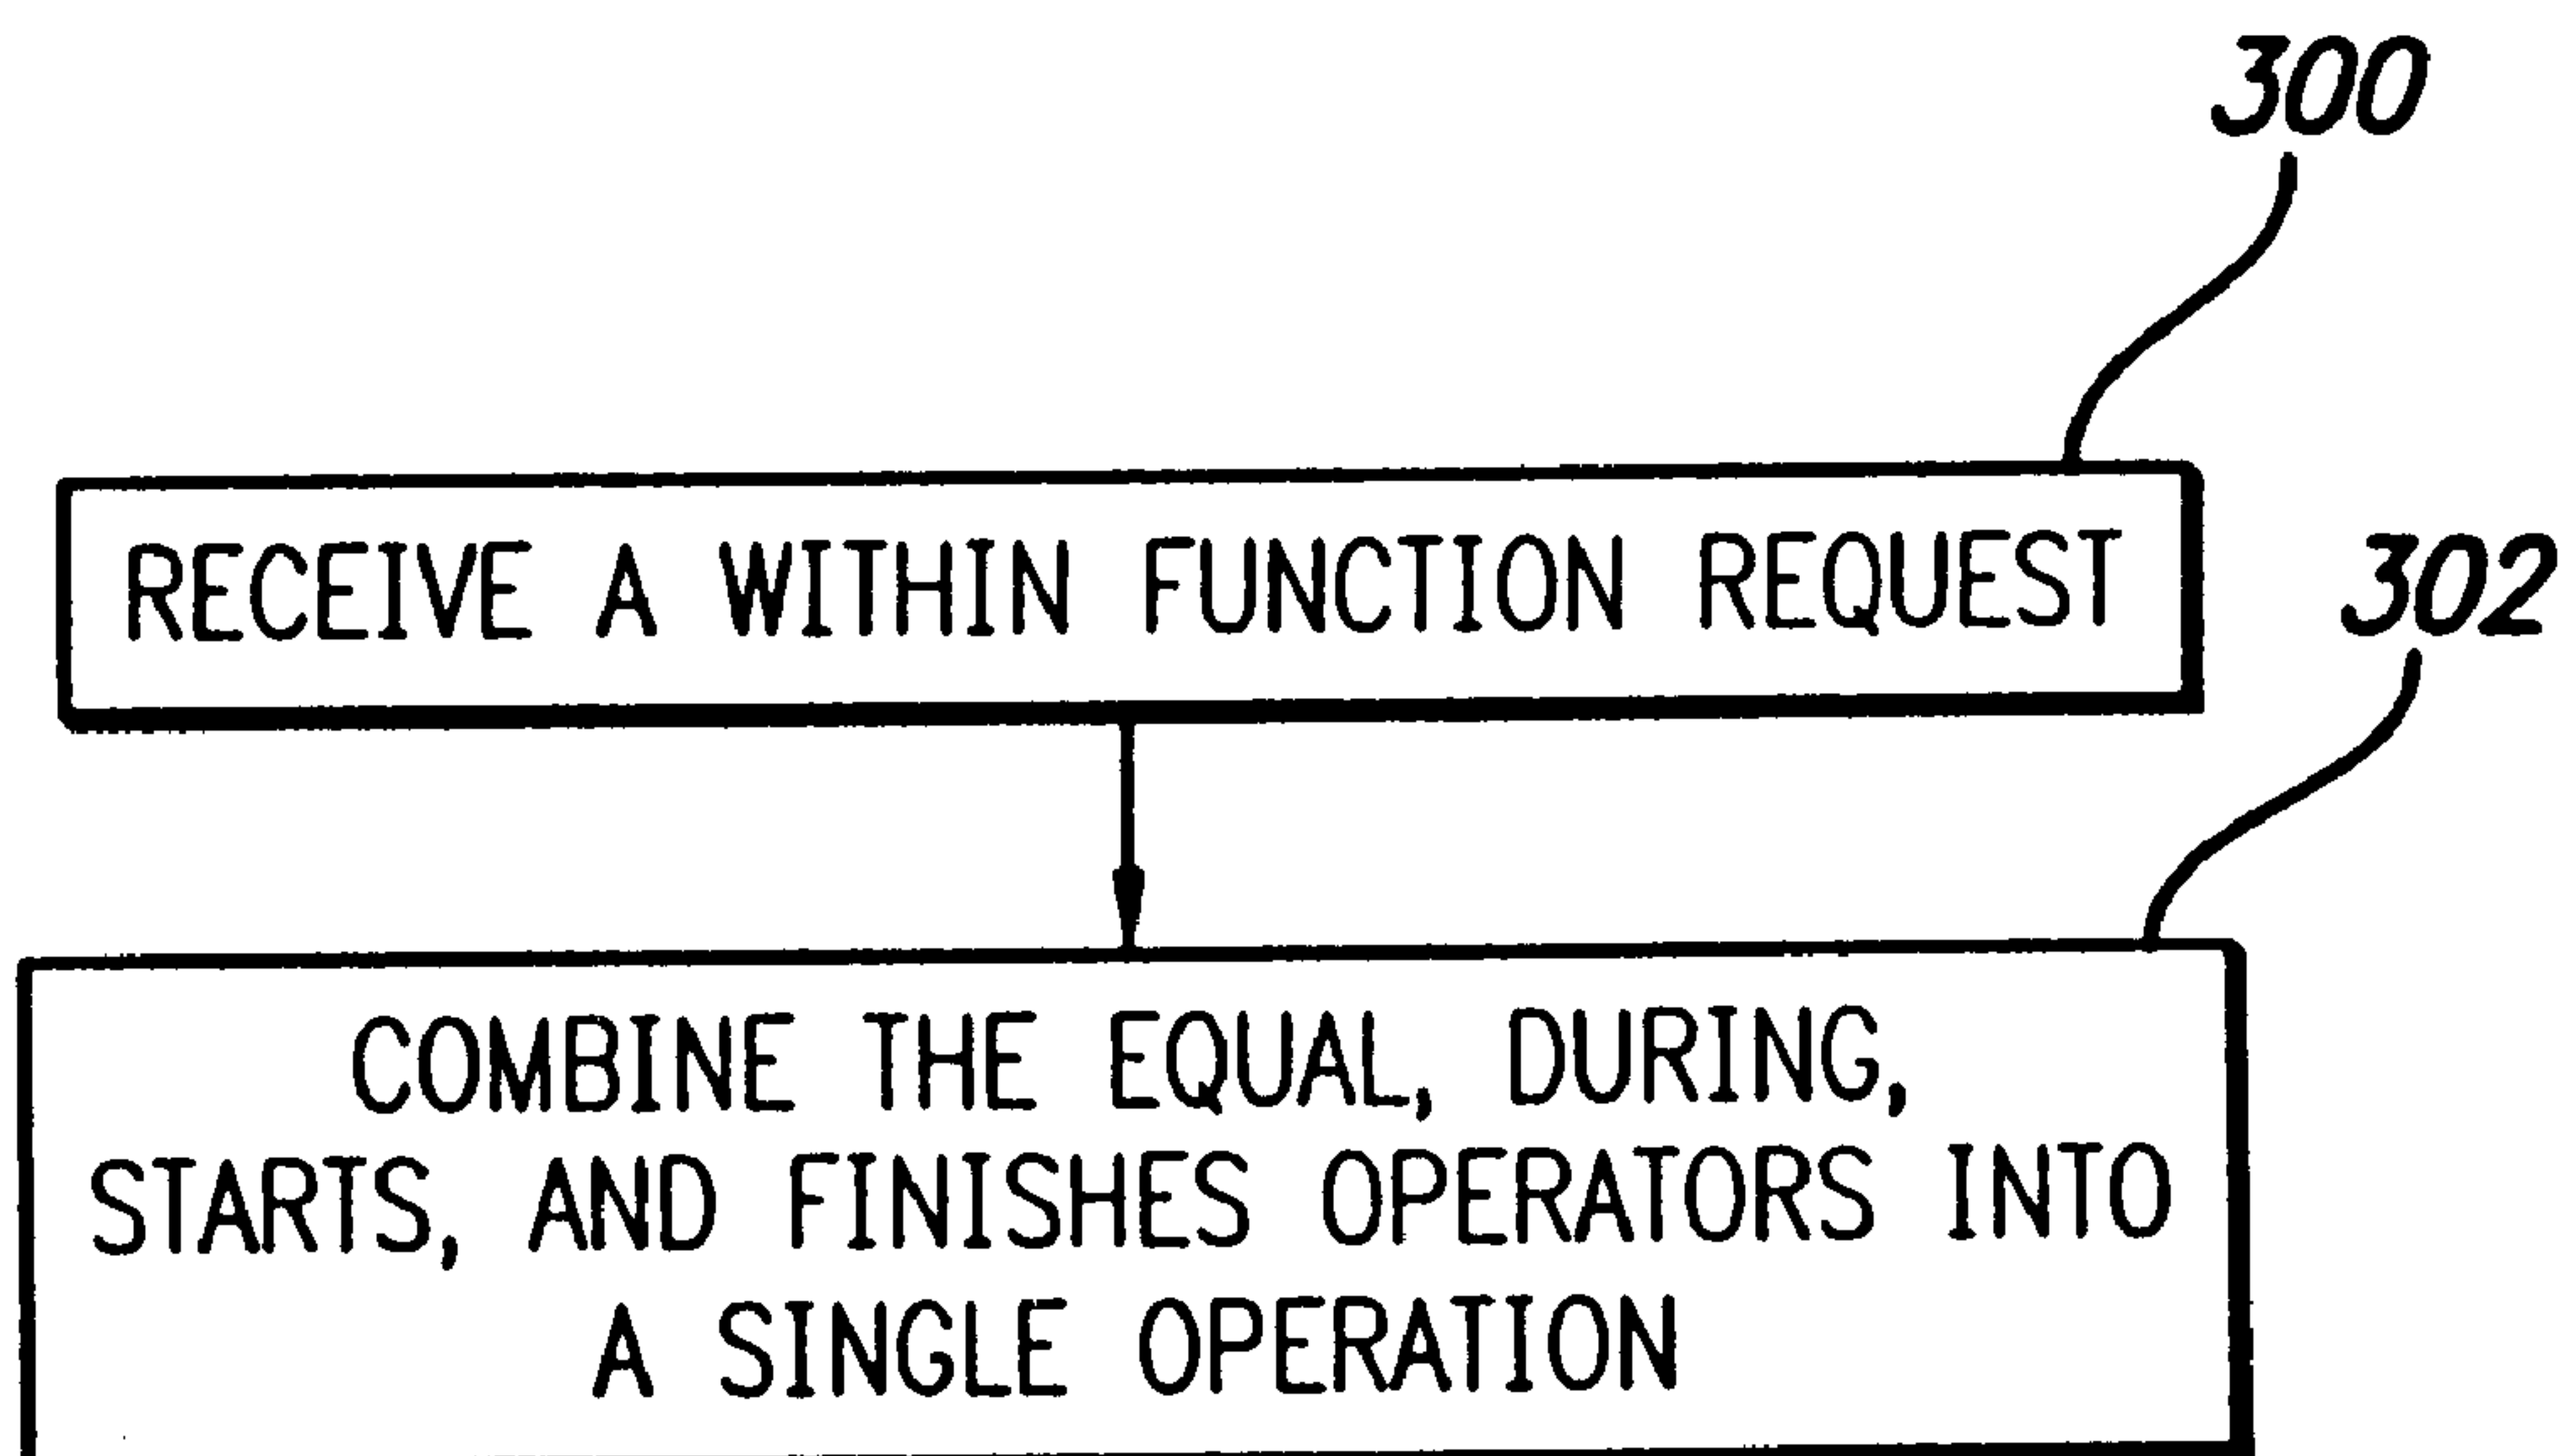 300
RECEIVE A WITHIN FUNCTION REQUEST
302
COMBINE THE EQUAL, DURING,
STARTS, AND FINISHES OPERATORS INTO
A SINGLE OPERATION